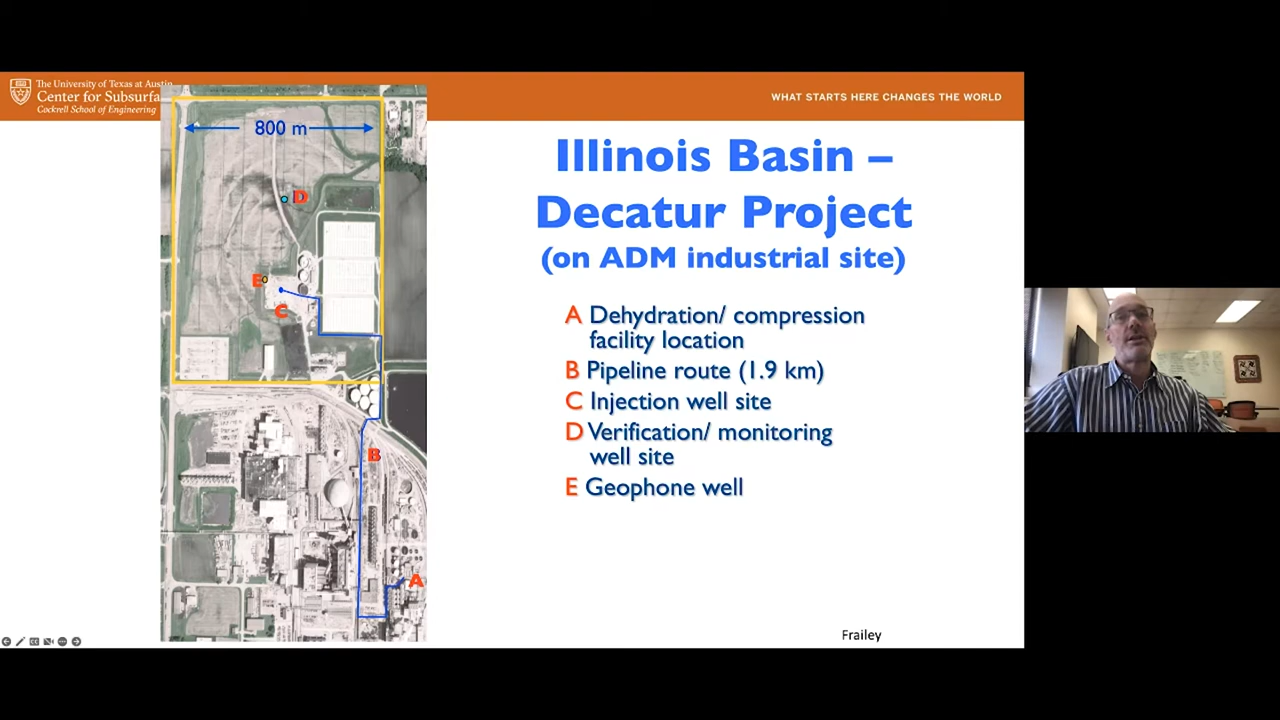 The University of Texas at Austin
Center for Subsurfa
Cockrell School of Engineering
WHAT STARTS HERE CHANGES THE WORLD
800 m
D
E
C
B
A
Illinois Basin –
Decatur Project
(on ADM industrial site)
A Dehydration/ compression
facility location
B Pipeline route (1.9 km)
C Injection well site
D Verification/ monitoring
well site
E Geophone well
Frailey